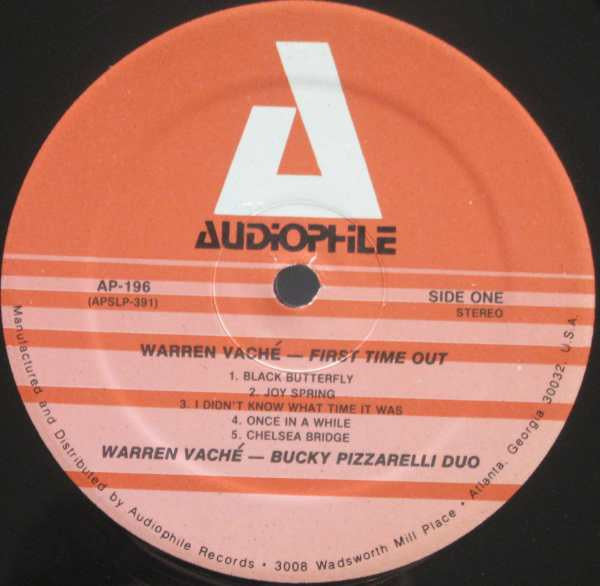 AUDIOPHILE
AP-196
(APSLP-391)
SIDE ONE
STEREO
WARREN VACHÉ — FIRST TIME OUT
1. BLACK BUTTERFLY
2. JOY SPRING
3. I DIDN'T KNOW WHAT TIME IT WAS
4. ONCE IN A WHILE
5. CHELSEA BRIDGE
WARREN VACHÉ — BUCKY PIZZARELLI DUO
Manufactured and Distributed by Audiophile Records • 3008 Wadsworth Mill Place • Atlanta, Georgia 30032, U.S.A.